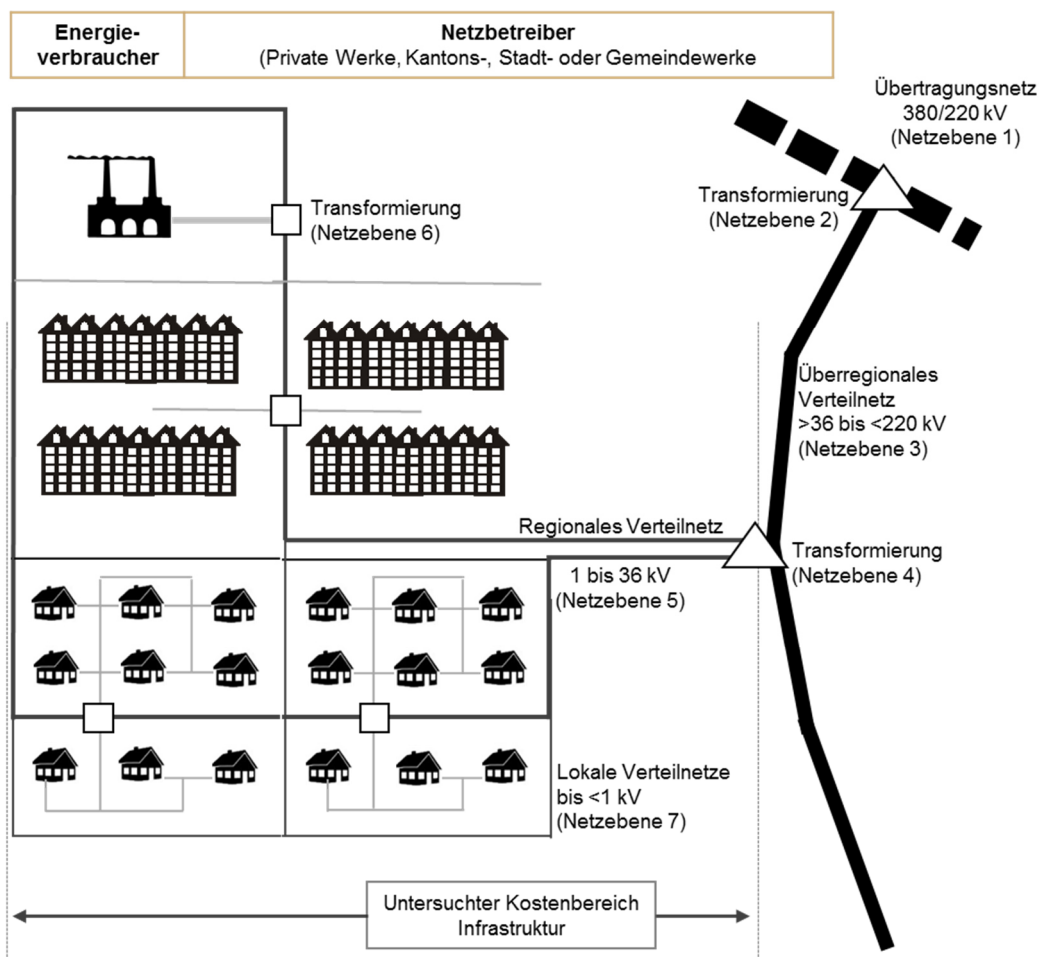 Energie-
verbraucher
Netzbetreiber
(Private Werke, Kantons-, Stadt- oder Gemeindewerke
Übertragungsnetz
380/220 kV
(Netzebene 1)
Transformierung
(Netzebene 2)
Transformierung
(Netzebene 6)
Überregionales
Verteilnetz
>36 bis <220 kV
(Netzebene 3)
Regionales Verteilnetz
Transformierung
(Netzebene 4)
1 bis 36 kV
(Netzebene 5)
Lokale Verteilnetze
bis <1 kV
(Netzebene 7)
Untersuchter Kostenbereich
Infrastruktur